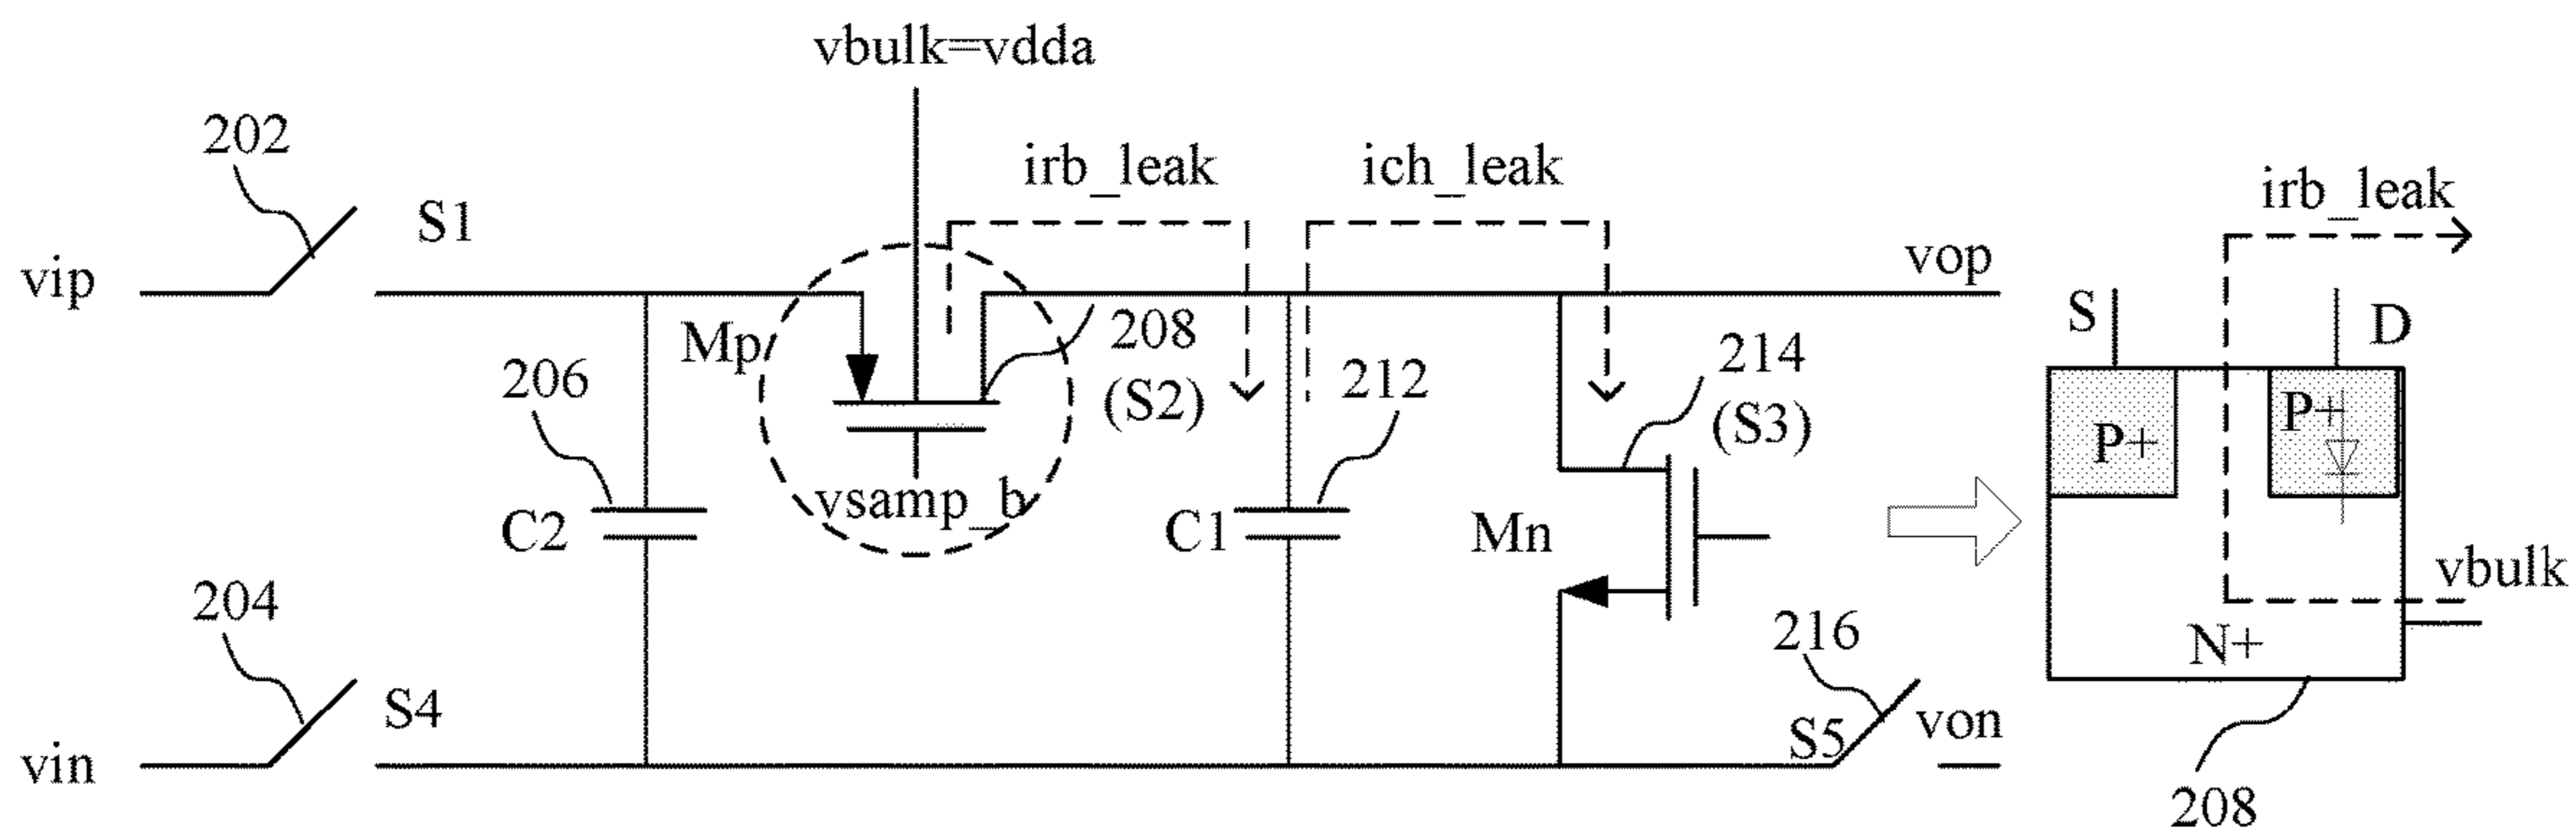 vbulk=vdda
202
irb_leak
ich_leak
irb_leak
S1
vip
vop
S
D
Mp
208
(S2)
206
212
214
(S3)
P+
P+
vsamp_b
C2
C1
Mn
vbulk
204
216
N+
S4
S5
von
vin
208